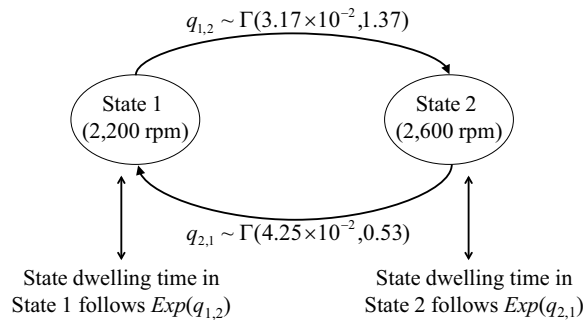 q1,2 ~ Γ(3.17×10⁻²,1.37)
State 1
(2,200 rpm)
State 2
(2,600 rpm)
q2,1 ~ Γ(4.25×10⁻²,0.53)
State dwelling time in
State 1 follows Exp(q1,2)
State dwelling time in
State 2 follows Exp(q2,1)